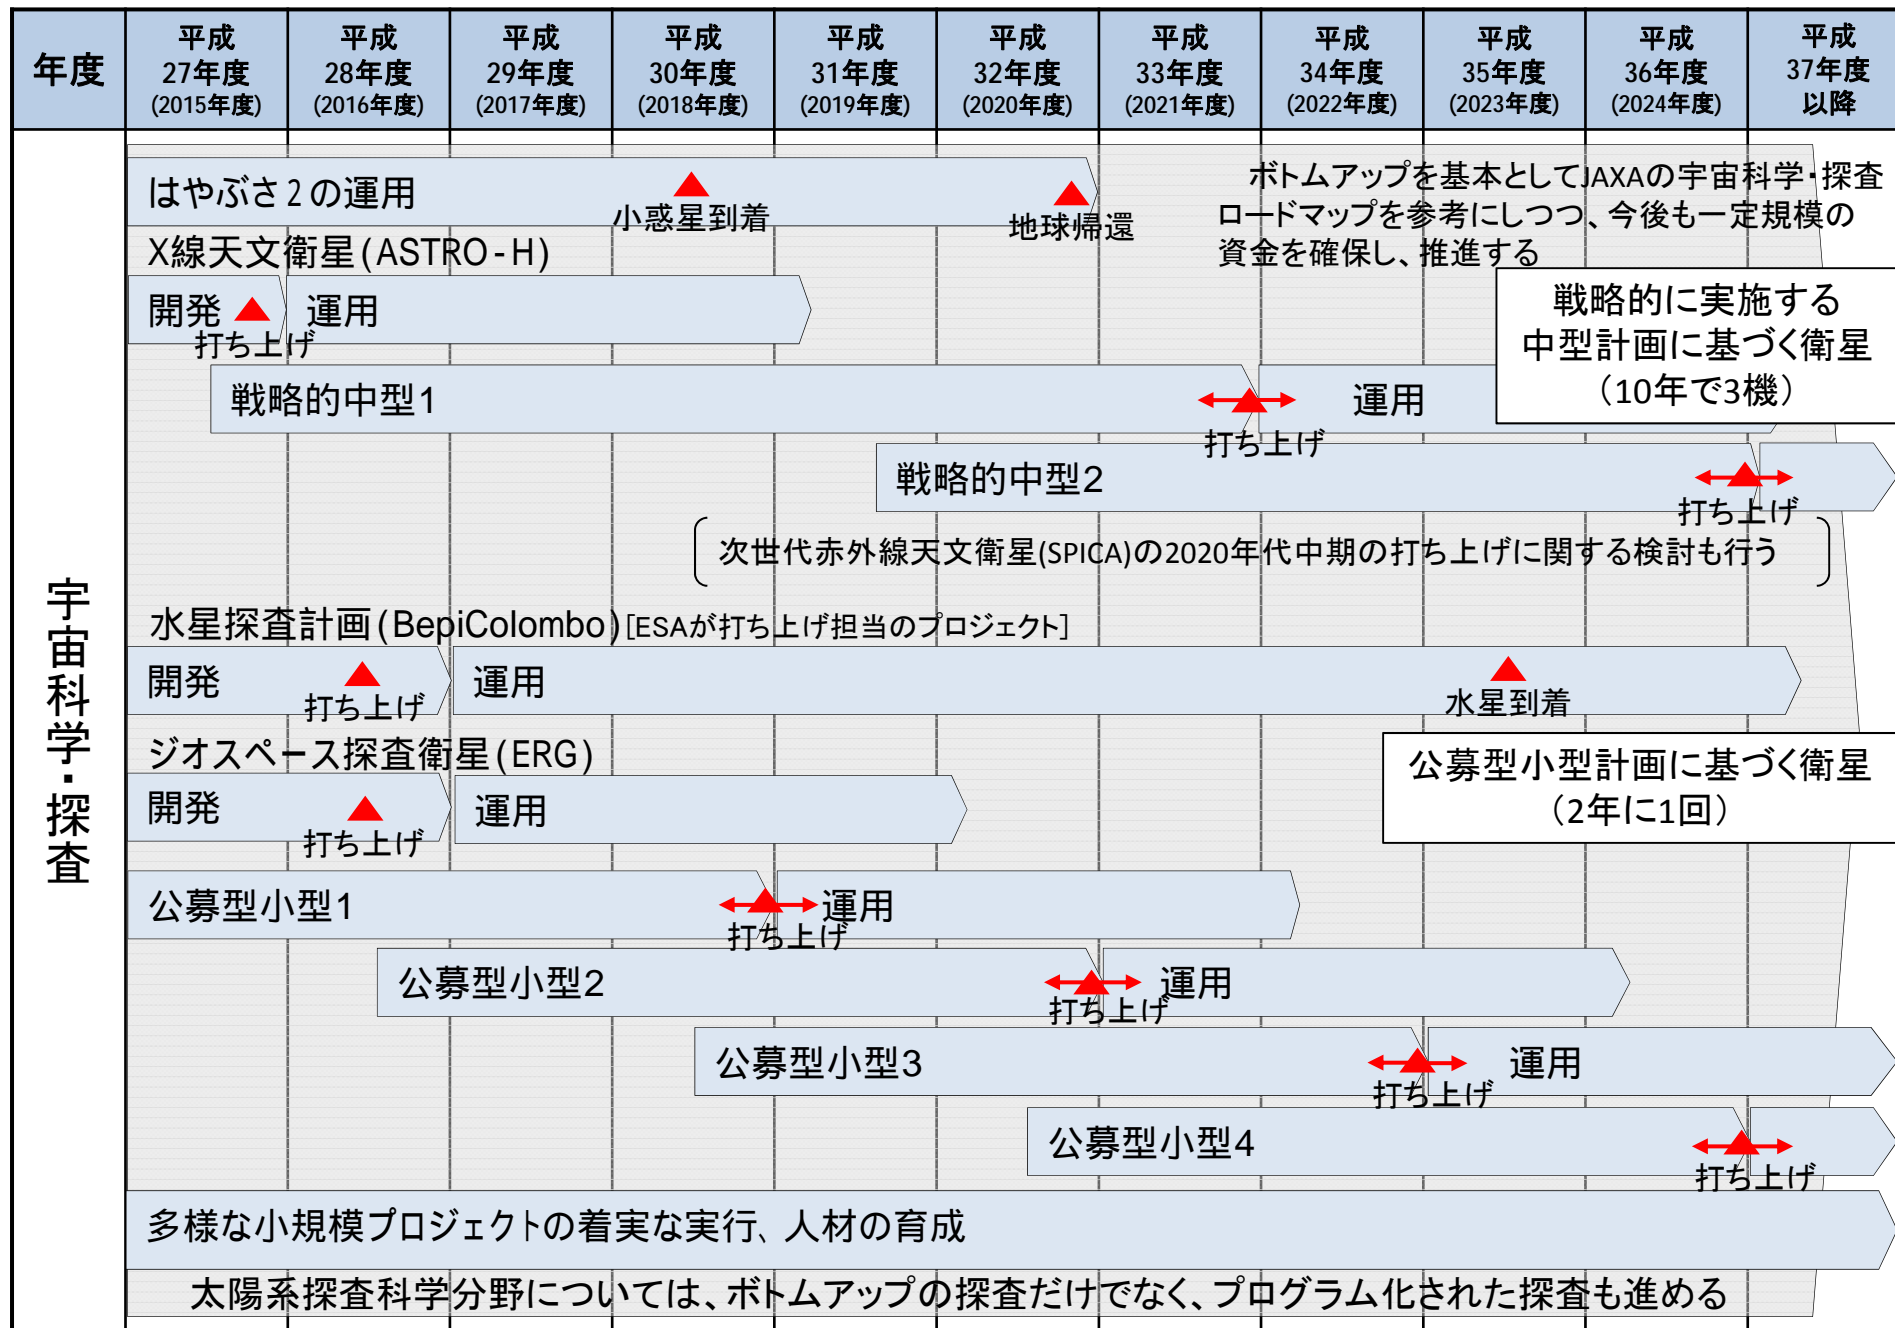 年度
平成
27年度
(2015年度)
平成
28年度
(2016年度)
平成
29年度
(2017年度)
平成
30年度
(2018年度)
平成
31年度
(2019年度)
平成
32年度
(2020年度)
平成
33年度
(2021年度)
平成
34年度
(2022年度)
平成
35年度
(2023年度)
平成
36年度
(2024年度)
平成
37年度
以降
宇宙科学・探査
はやぶさ2の運用
小惑星到着
地球帰還
ボトムアップを基本としてJAXAの宇宙科学・探査
ロードマップを参考にしつつ、今後も一定規模の
資金を確保し、推進する
X線天文衛星(ASTRO-H)
開発
打ち上げ
運用
戦略的に実施する
中型計画に基づく衛星
(10年で3機)
戦略的中型1
打ち上げ
運用
戦略的中型2
打ち上げ
次世代赤外線天文衛星(SPICA)の2020年代中期の打ち上げに関する検討も行う
水星探査計画(BepiColombo)[ESAが打ち上げ担当のプロジェクト]
開発
打ち上げ
運用
水星到着
ジオスペース探査衛星(ERG)
開発
打ち上げ
運用
公募型小型計画に基づく衛星
(2年に1回)
公募型小型1
打ち上げ
運用
公募型小型2
打ち上げ
運用
公募型小型3
打ち上げ
運用
公募型小型4
打ち上げ
多様な小規模プロジェクトの着実な実行、人材の育成
太陽系探査科学分野については、ボトムアップの探査だけでなく、プログラム化された探査も進める